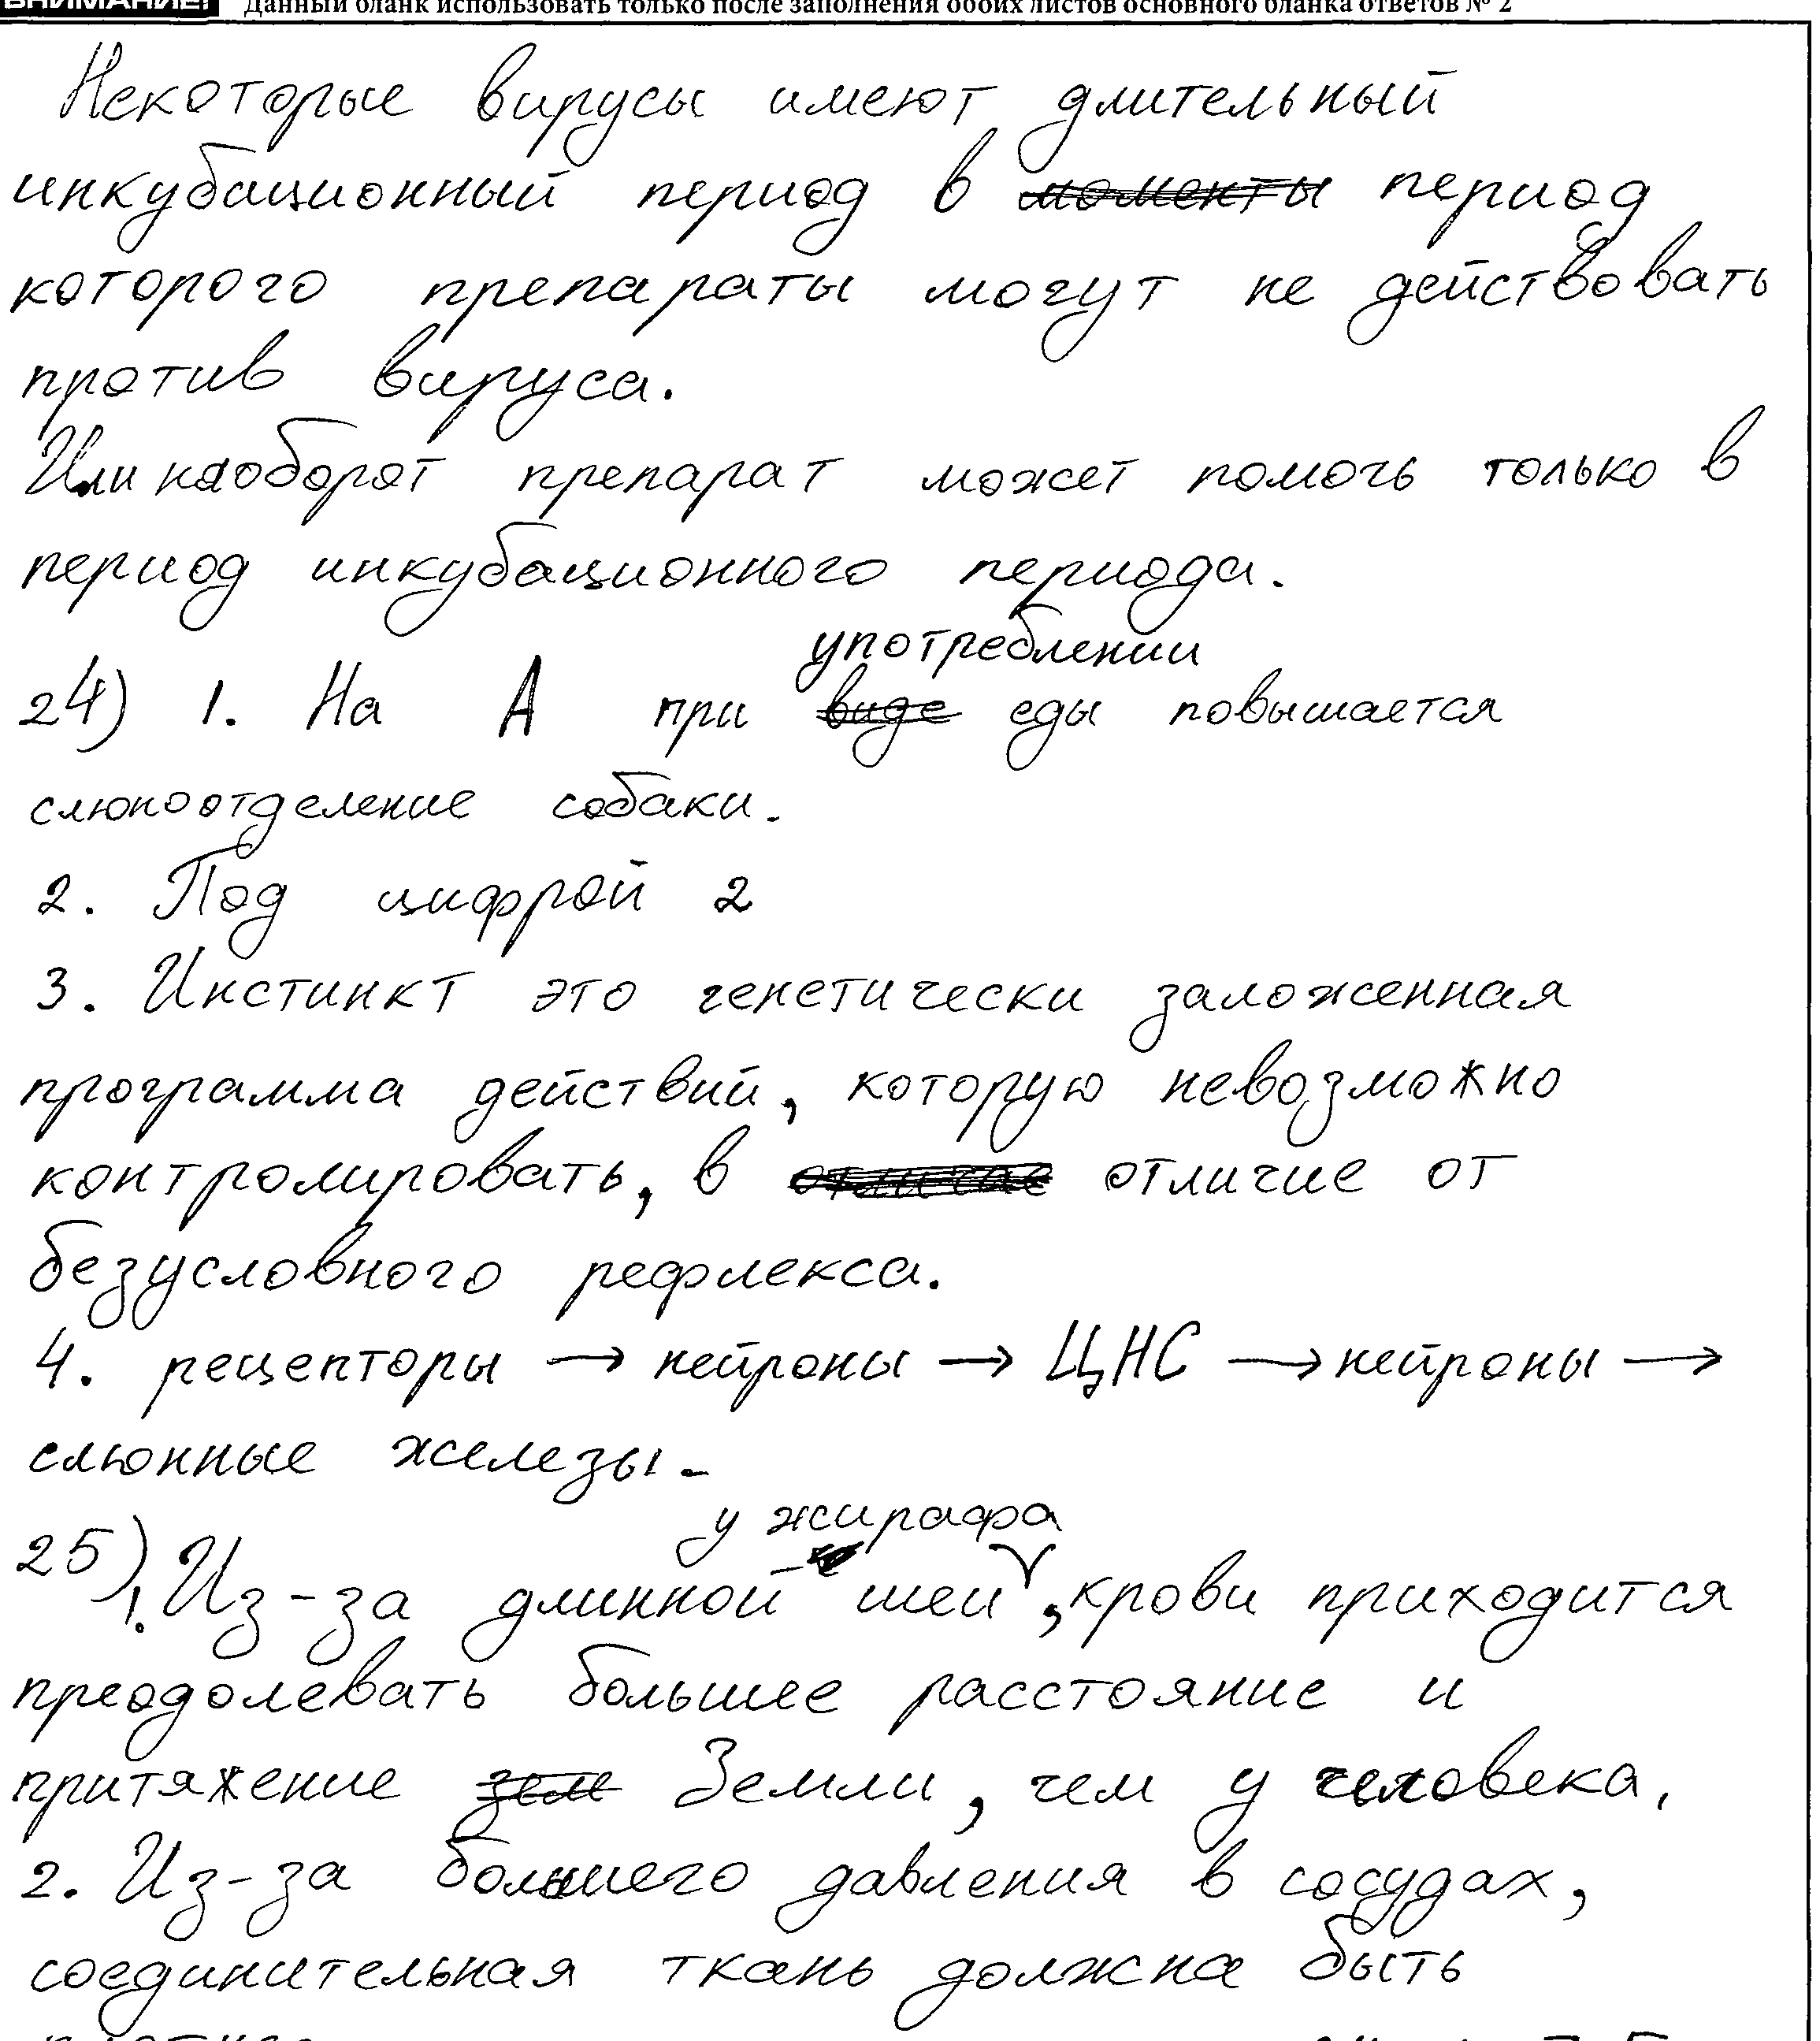 ВНИМАНИЕ! Данный бланк использовать только после заполнения обоих листов основного бланка ответов № 2
Некоторые вирусы имеют длительный
инкубационный период в моменты период
которого препараты могут не действовать
против вируса.
Или наоборот препарат может помочь только в
период инкубационного периода.
употреблении
24) 1. На А при виде еды повышается
слюноотделение собаки.
2. Под цифрой 2
3. Инстинкт это генетически заложенная
программа действий, которую невозможно
контролировать, в отличае отличие от
безусловного рефлекса.
4. рецепторы → нейроны → ЦНС → нейроны →
слюнные железы.
у жирафа
25) 1. Из-за длинной шеи, крови приходится
преодолевать большее расстояние и
притяжение зем Земли, чем у человека.
2. Из-за большего давления в сосудах,
соединительная ткань должна быть